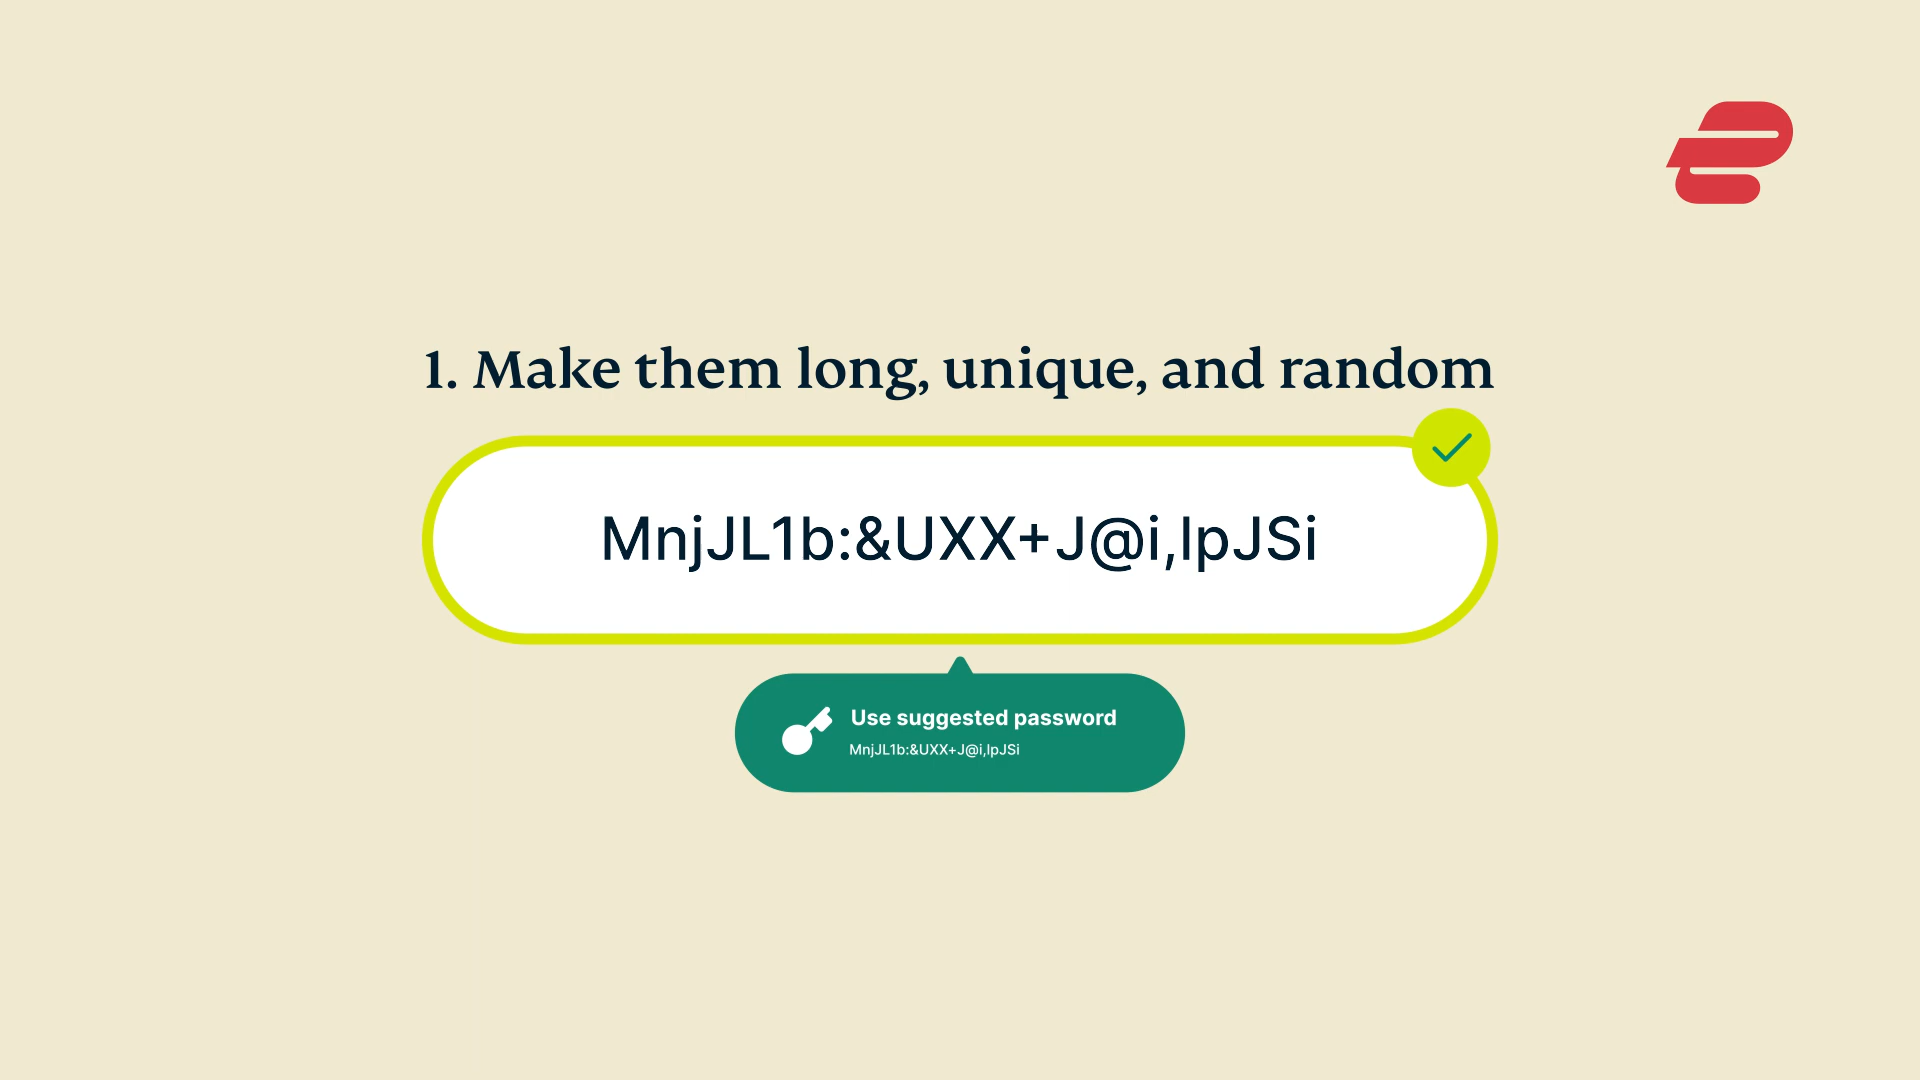 1. Make them long, unique, and random
MnjJL1b:&UXX+J@i,lpJSi
Use suggested password
MnjJL1b:&UXX+J@i,lpJSi